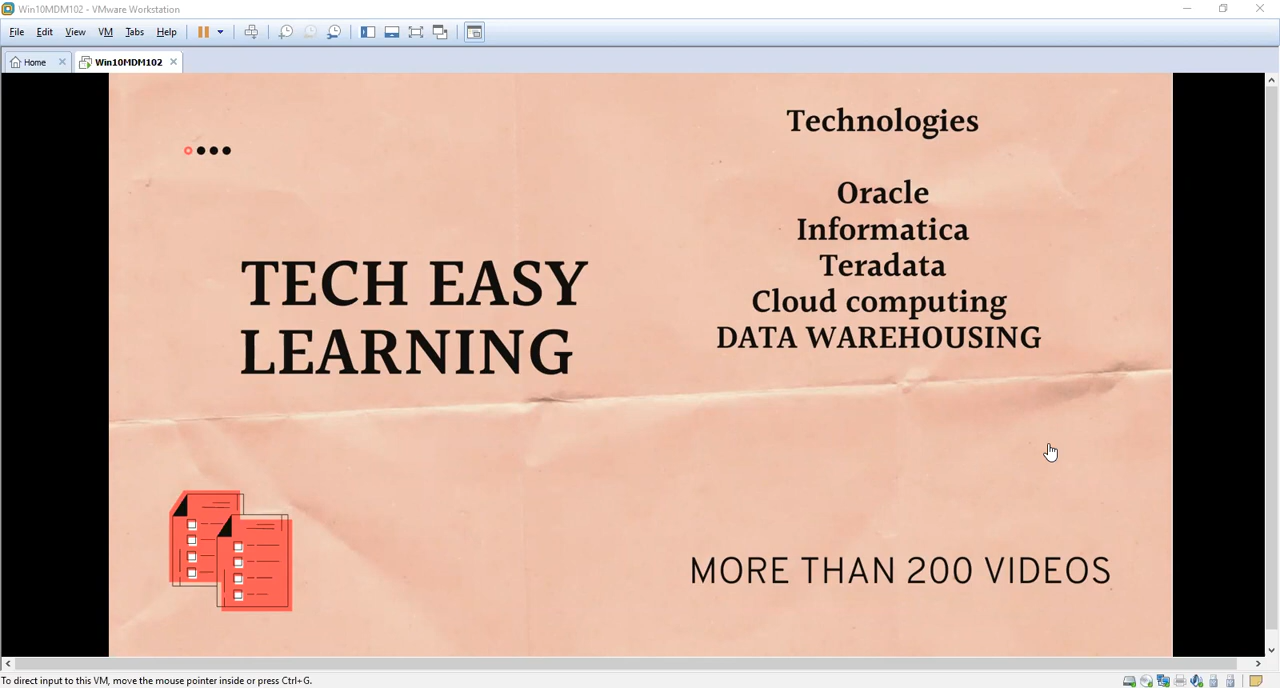 Win10MDM102 - VMware Workstation
File Edit View VM Tabs Help
Home
Win10MDM102
Technologies
Oracle
Informatica
Teradata
Cloud computing
DATA WAREHOUSING
TECH EASY
LEARNING
MORE THAN 200 VIDEOS
To direct input to this VM, move the mouse pointer inside or press Ctrl+G.